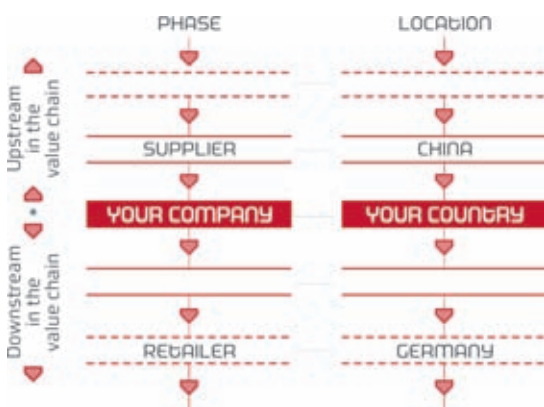 PHASE
LOCATION
Upstream
in the
value chain
SUPPLIER
CHINA
YOUR COMPANY
YOUR COUNTRY
Downstream
in the
value chain
RETAILER
GERMANY